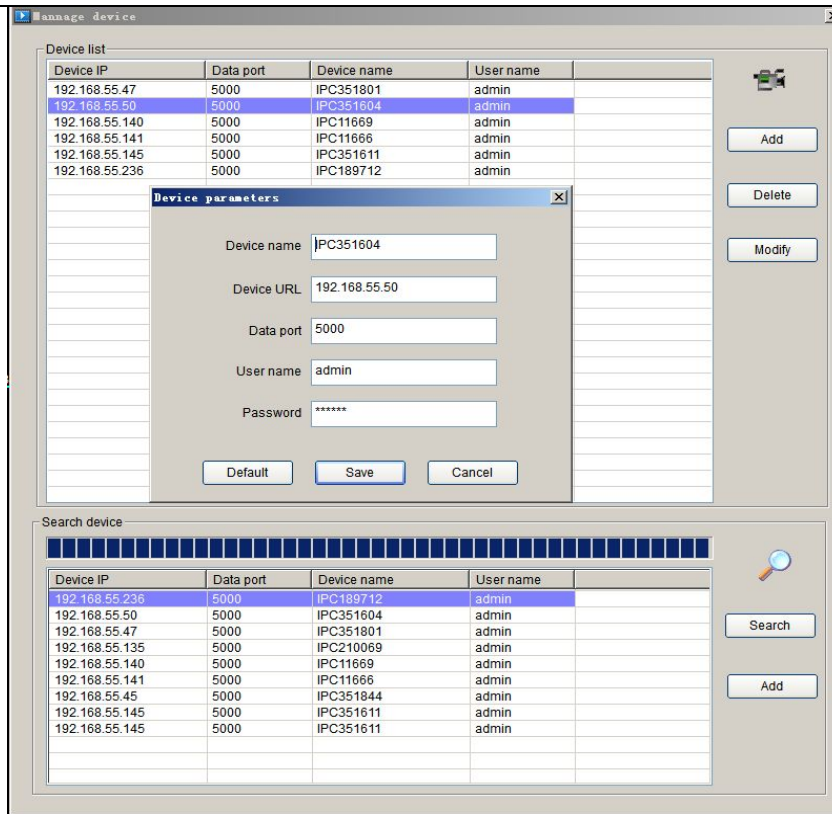 Mannage device
Device list
Device IP Data port Device name User name
192.168.55.47 5000 IPC351801 admin
192.168.55.50 5000 IPC351604 admin
192.168.55.140 5000 IPC11669 admin
192.168.55.141 5000 IPC11666 admin
192.168.55.145 5000 IPC351611 admin
192.168.55.236 5000 IPC189712 admin
Add
Delete
Modify
Device parameters
Device name IPC351604
Device URL 192.168.55.50
Data port 5000
User name admin
Password ******
Default Save Cancel
Search device
Device IP Data port Device name User name
192.168.55.236 5000 IPC189712 admin
192.168.55.50 5000 IPC351604 admin
192.168.55.47 5000 IPC351801 admin
192.168.55.135 5000 IPC210069 admin
192.168.55.140 5000 IPC11669 admin
192.168.55.141 5000 IPC11666 admin
192.168.55.45 5000 IPC351844 admin
192.168.55.145 5000 IPC351611 admin
192.168.55.145 5000 IPC351611 admin
Search
Add